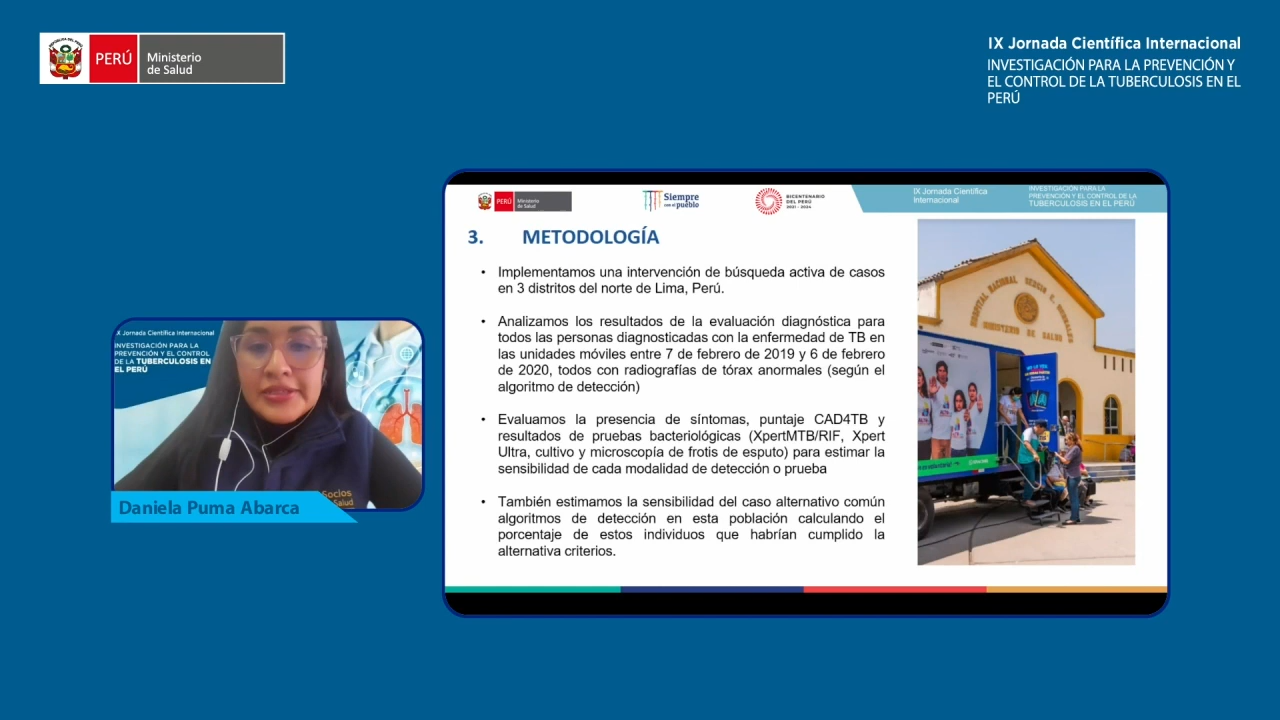 PERÚ
Ministerio
de Salud
IX Jornada Científica Internacional
INVESTIGACIÓN PARA LA PREVENCIÓN Y
EL CONTROL DE LA TUBERCULOSIS EN EL
PERÚ
PERÚ
Ministerio
de Salud
Siempre
con el pueblo
BICENTENARIO
DEL PERÚ
2021 - 2024
IX Jornada Científica
Internacional
INVESTIGACIÓN PARA LA
PREVENCIÓN Y EL CONTROL DE LA
TUBERCULOSIS EN EL PERÚ
3. METODOLOGÍA
• Implementamos una intervención de búsqueda activa de casos
en 3 distritos del norte de Lima, Perú.
• Analizamos los resultados de la evaluación diagnóstica para
todos las personas diagnosticadas con la enfermedad de TB en
las unidades móviles entre 7 de febrero de 2019 y 6 de febrero
de 2020, todos con radiografías de tórax anormales (según el
algoritmo de detección)
• Evaluamos la presencia de síntomas, puntaje CAD4TB y
resultados de pruebas bacteriológicas (XpertMTB/RIF, Xpert
Ultra, cultivo y microscopía de frotis de esputo) para estimar la
sensibilidad de cada modalidad de detección o prueba
• También estimamos la sensibilidad del caso alternativo común
algoritmos de detección en esta población calculando el
porcentaje de estos individuos que habrían cumplido la
alternativa criterios.
HOSPITAL NACIONAL SERGIO E. BERNALES
MINISTERIO DE SALUD
IX Jornada Científica Internacional
INVESTIGACIÓN PARA LA
PREVENCIÓN Y EL CONTROL
DE LA TUBERCULOSIS EN
EL PERÚ
Socios
Salud
Daniela Puma Abarca